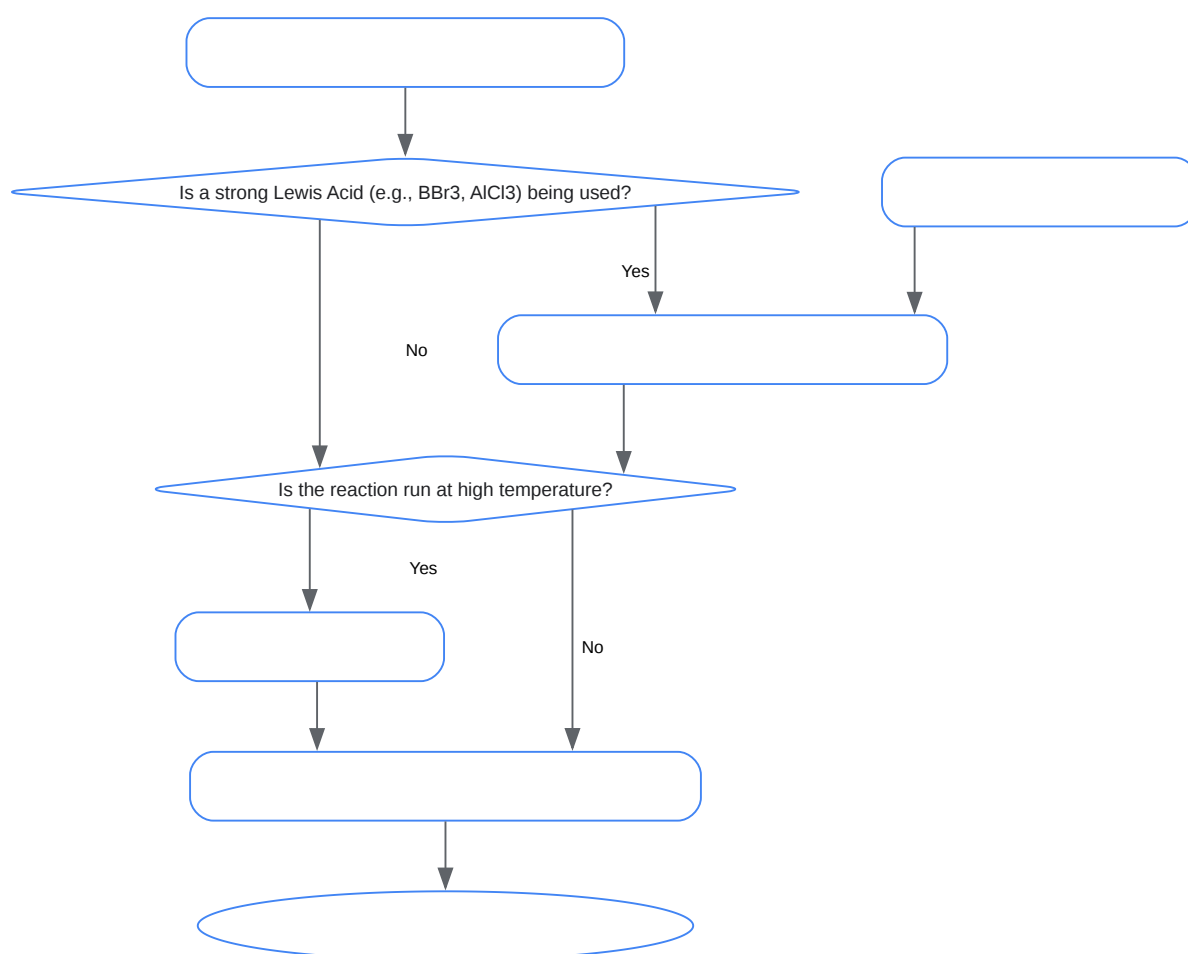 Is a strong Lewis Acid (e.g., BBr3, AlCl3) being used?
Yes
No
Is the reaction run at high temperature?
Yes
No